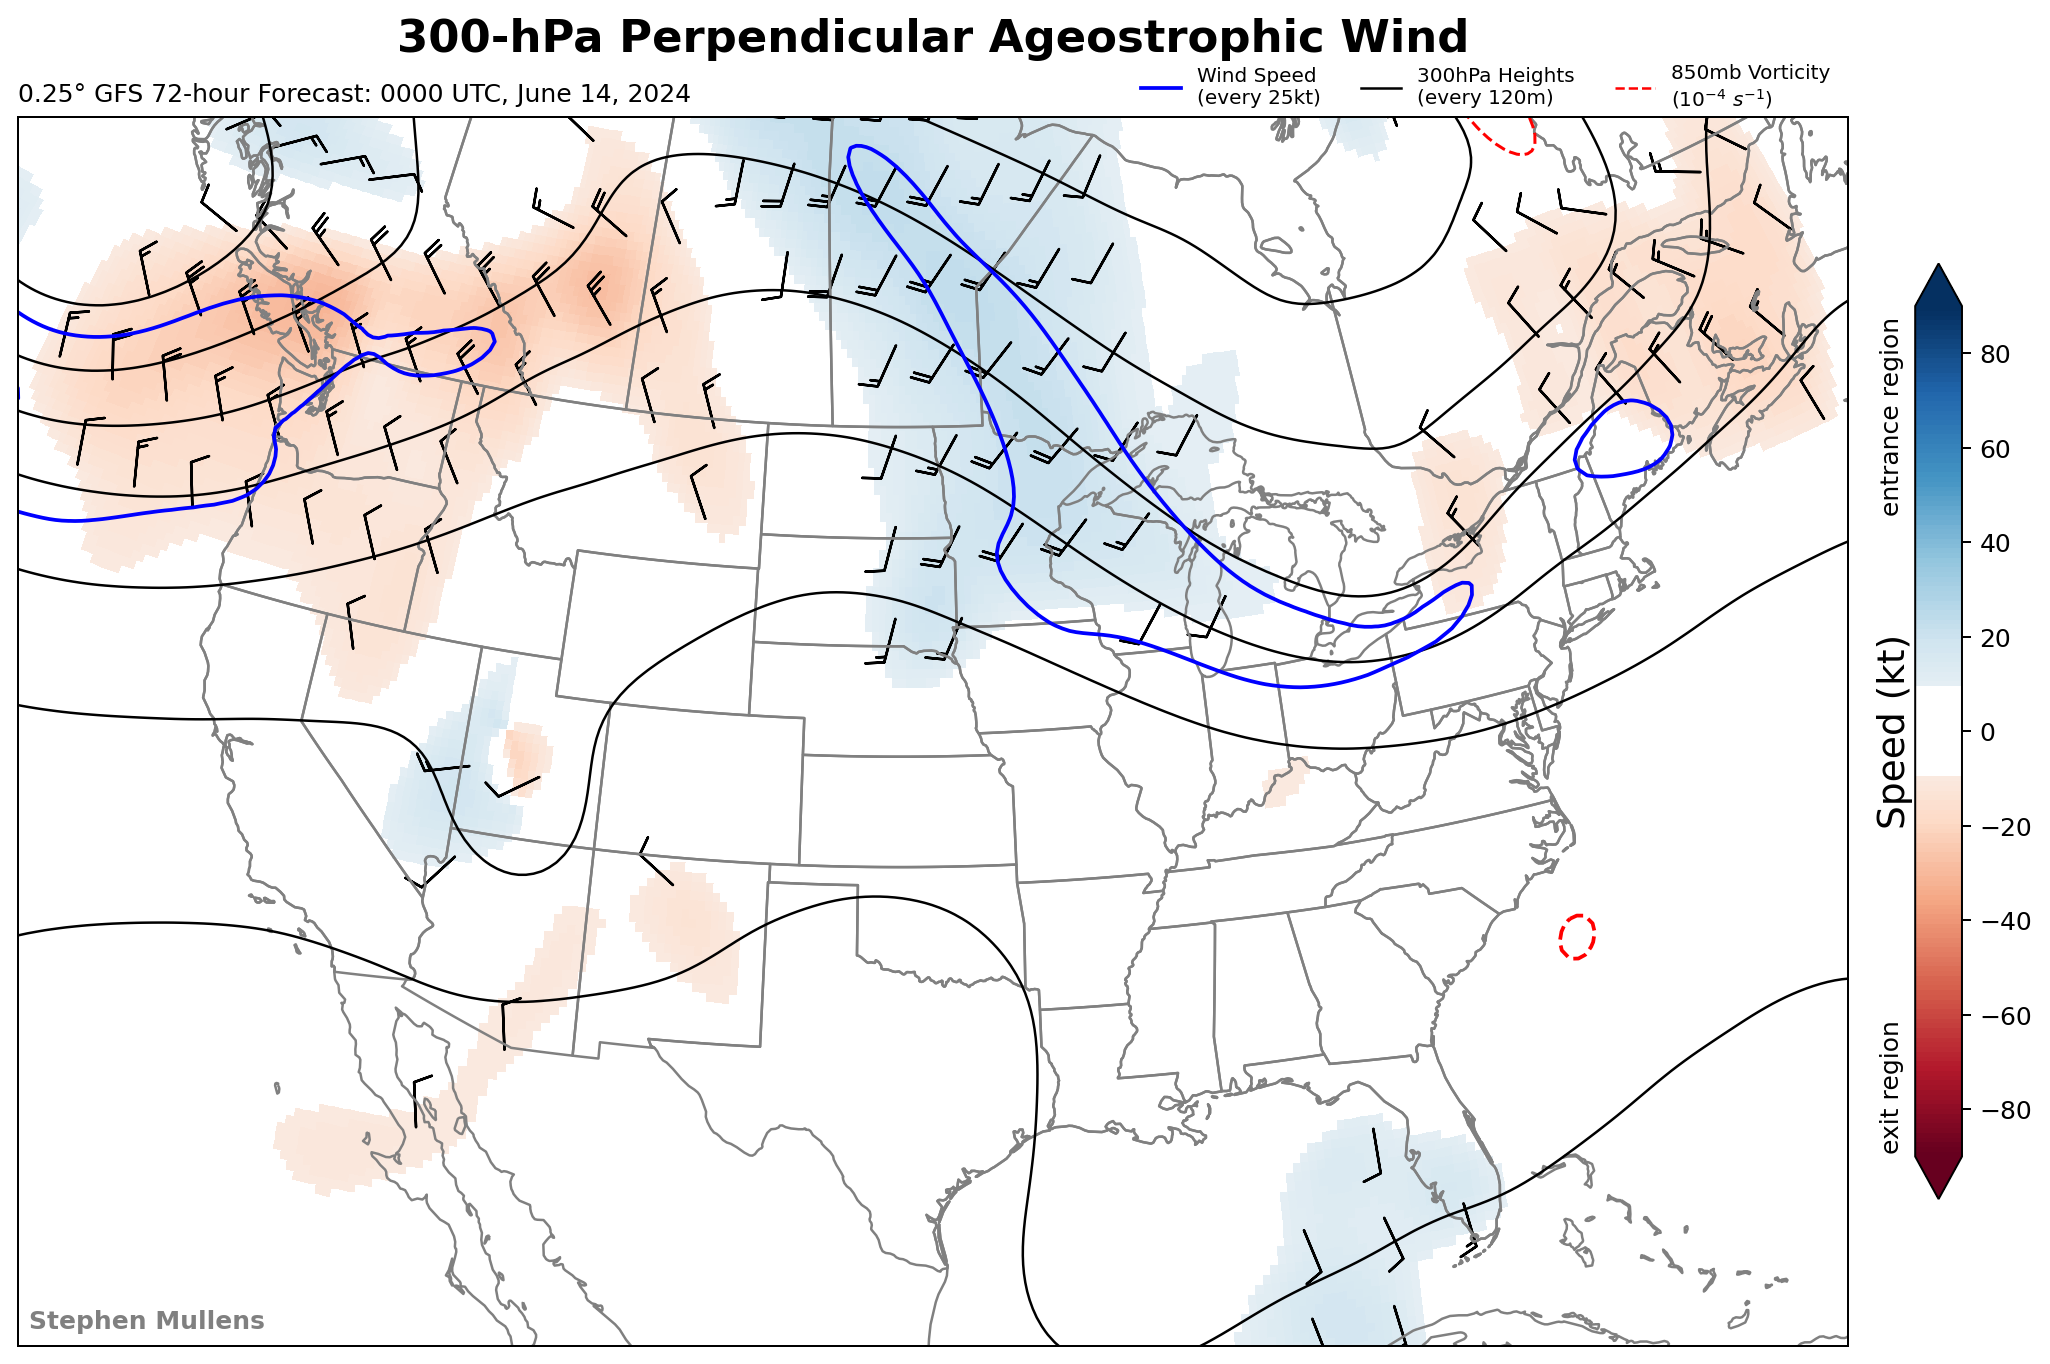 300-hPa Perpendicular Ageostrophic Wind
0.25° GFS 72-hour Forecast: 0000 UTC, June 14, 2024
Wind Speed
(every 25kt)
300hPa Heights
(every 120m)
850mb Vorticity
(10⁻⁴ s⁻¹)
80
60
40
20
0
−20
−40
−60
−80
entrance region
Speed (kt)
exit region
Stephen Mullens